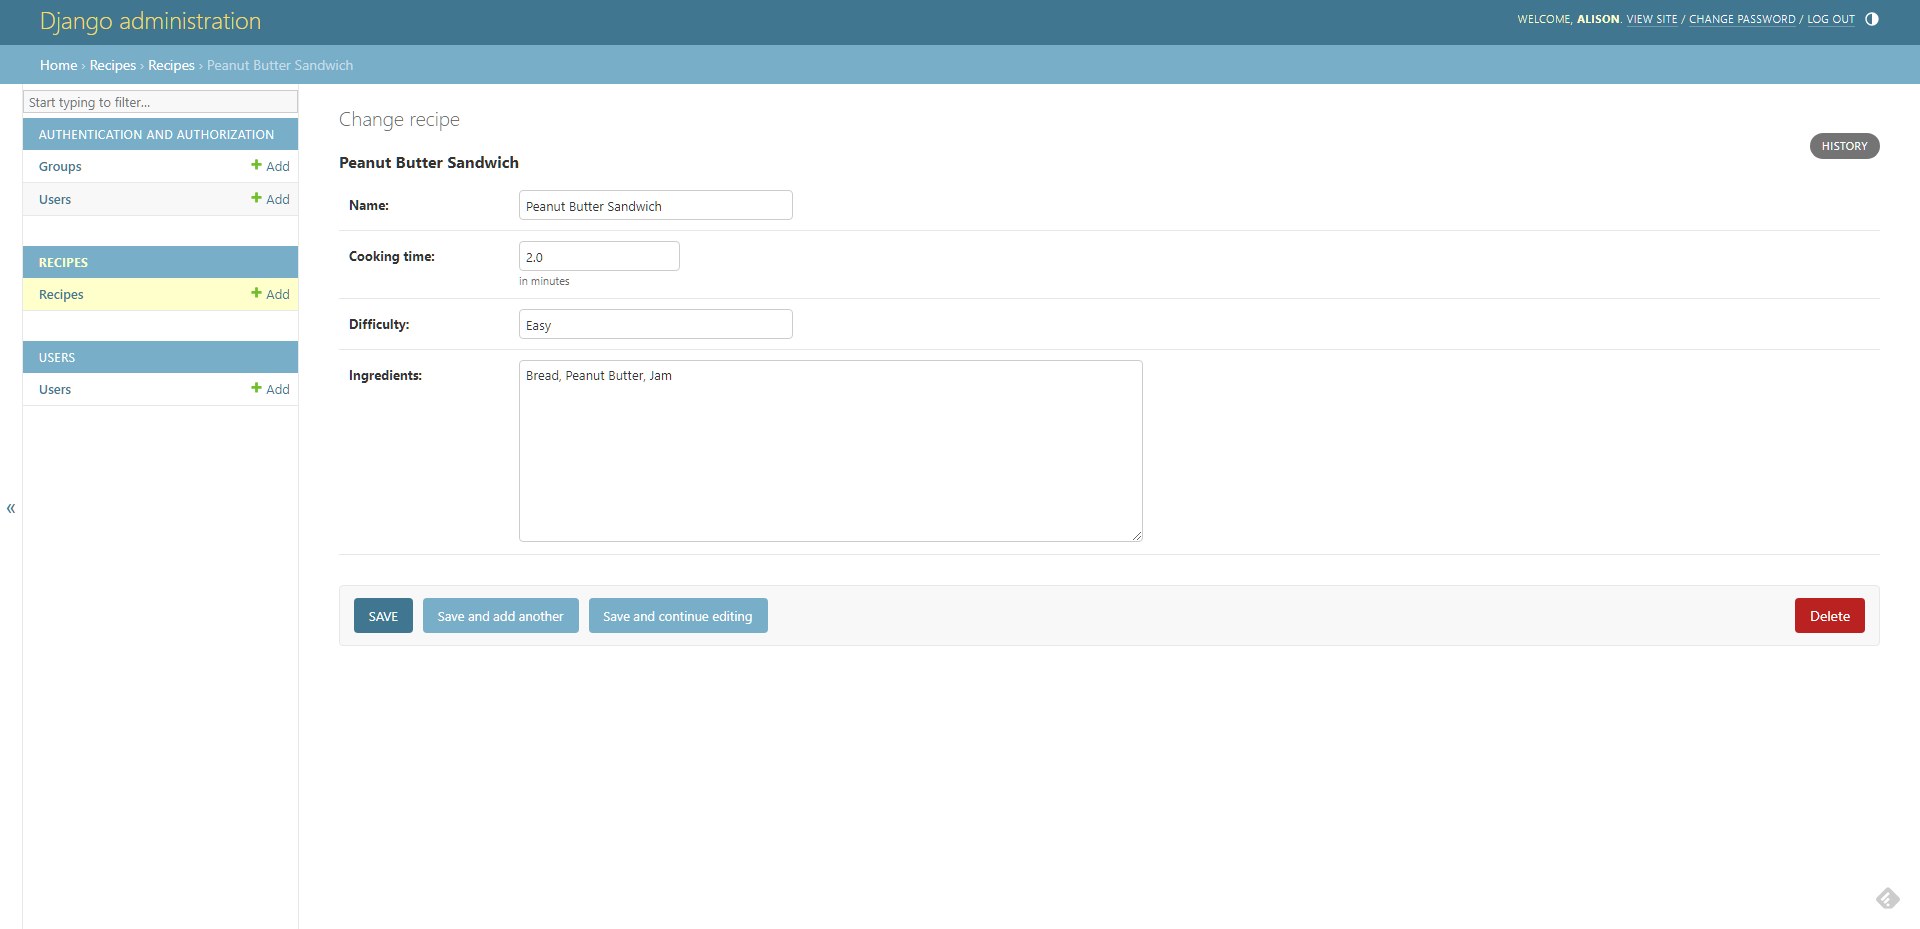 Django administration
WELCOME, ALISON. VIEW SITE / CHANGE PASSWORD / LOG OUT
Home › Recipes › Recipes › Peanut Butter Sandwich
Start typing to filter...
AUTHENTICATION AND AUTHORIZATION
Groups + Add
Users + Add
RECIPES
Recipes + Add
USERS
Users + Add
«
Change recipe
HISTORY
Peanut Butter Sandwich
Name: Peanut Butter Sandwich
Cooking time: 2.0
in minutes
Difficulty: Easy
Ingredients: Bread, Peanut Butter, Jam
SAVE Save and add another Save and continue editing Delete